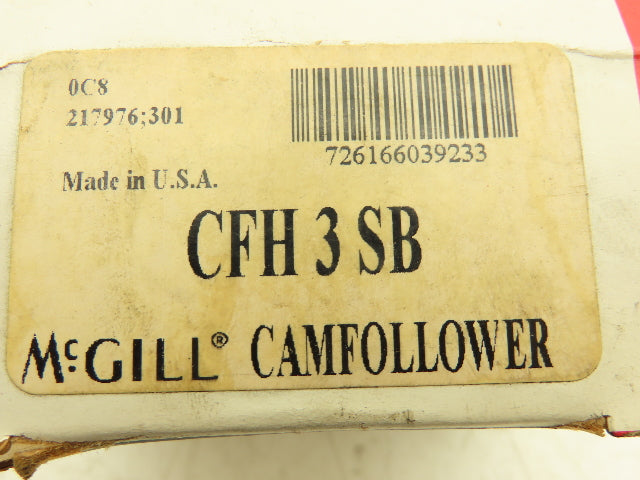 0C8
217976;301
726166039233
Made in U.S.A.
CFH 3 SB
McGILL® CAMFOLLOWER